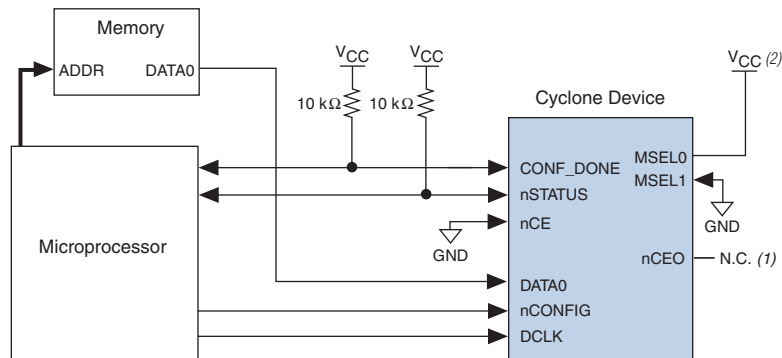 Memory
ADDR DATA0
VCC VCC
10 kΩ 10 kΩ
VCC (2)
Cyclone Device
MSEL0
MSEL1
GND
CONF_DONE
nSTATUS
nCE
GND
Microprocessor
nCEO N.C. (1)
DATA0
nCONFIG
DCLK